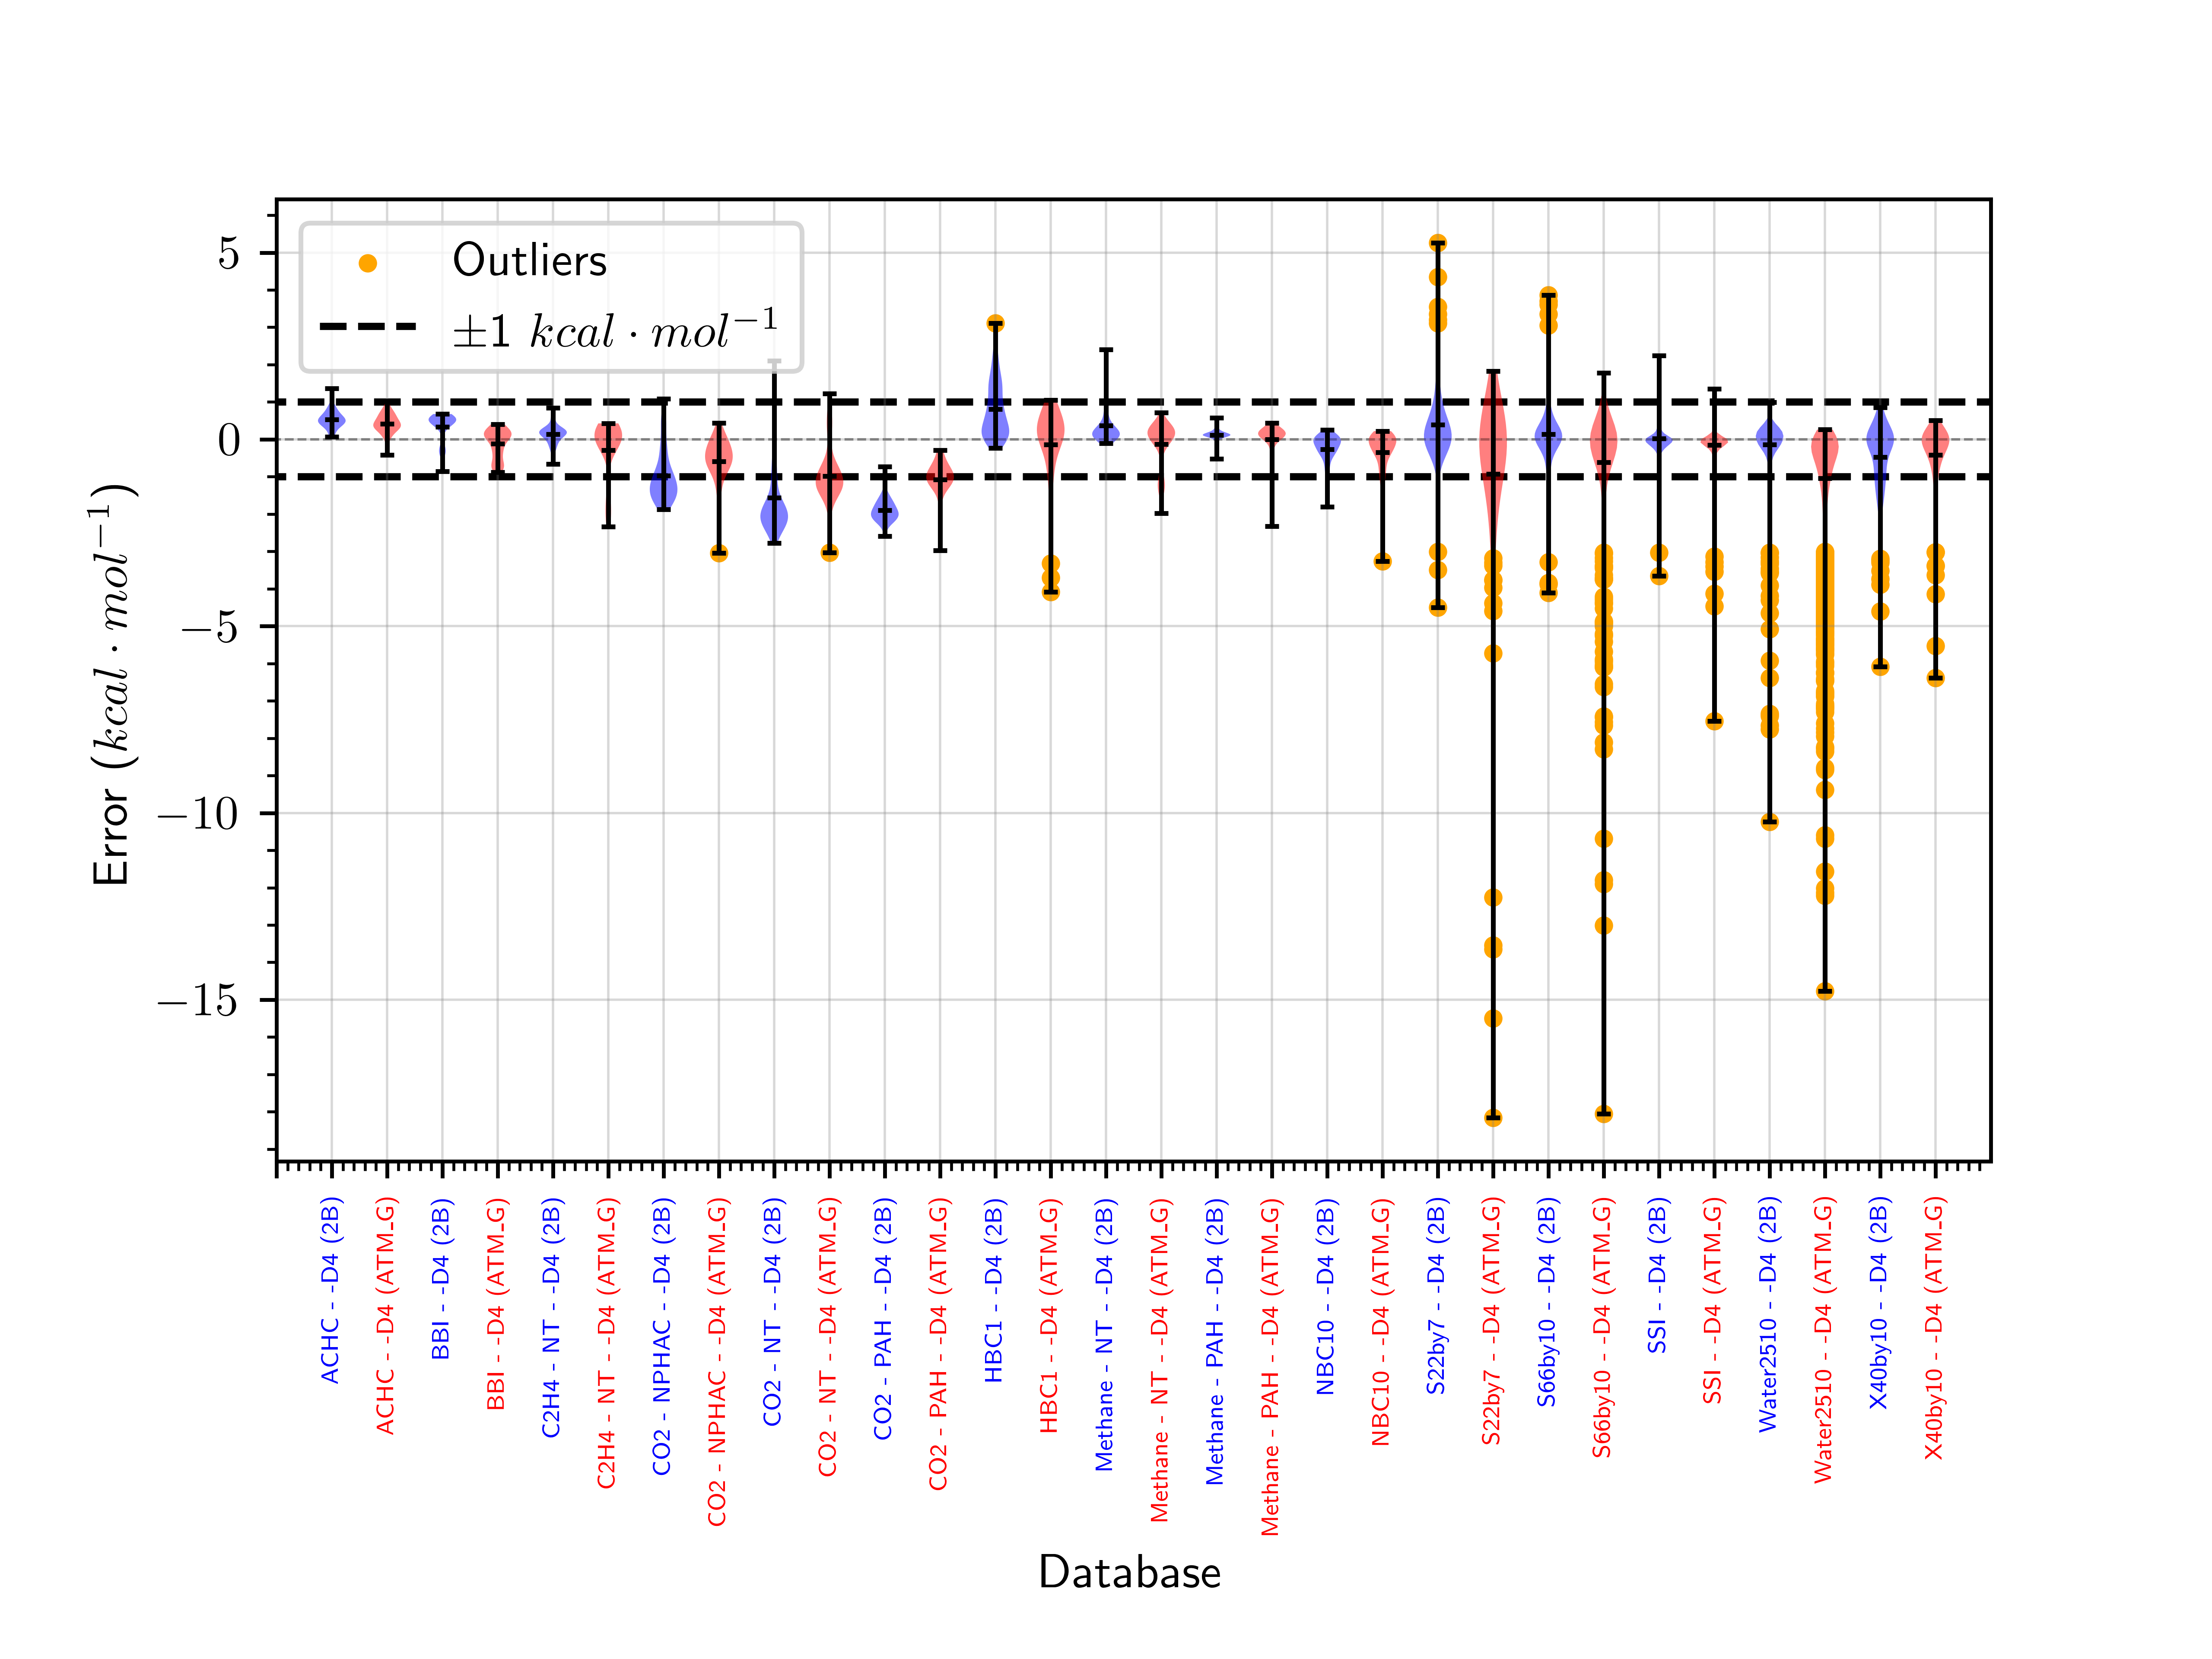 Outliers
±1 kcal · mol⁻¹
5
0
−5
−10
−15
Error (kcal · mol⁻¹)
ACHC - -D4 (2B)
ACHC - -D4 (ATM_G)
BBI - -D4 (2B)
BBI - -D4 (ATM_G)
C2H4 - NT - -D4 (2B)
C2H4 - NT - -D4 (ATM_G)
CO2 - NPHAC - -D4 (2B)
CO2 - NPHAC - -D4 (ATM_G)
CO2 - NT - -D4 (2B)
CO2 - NT - -D4 (ATM_G)
CO2 - PAH - -D4 (2B)
CO2 - PAH - -D4 (ATM_G)
HBC1 - -D4 (2B)
HBC1 - -D4 (ATM_G)
Methane - NT - -D4 (2B)
Methane - NT - -D4 (ATM_G)
Methane - PAH - -D4 (2B)
Methane - PAH - -D4 (ATM_G)
NBC10 - -D4 (2B)
NBC10 - -D4 (ATM_G)
S22by7 - -D4 (2B)
S22by7 - -D4 (ATM_G)
S66by10 - -D4 (2B)
S66by10 - -D4 (ATM_G)
SSI - -D4 (2B)
SSI - -D4 (ATM_G)
Water2510 - -D4 (2B)
Water2510 - -D4 (ATM_G)
X40by10 - -D4 (2B)
X40by10 - -D4 (ATM_G)
Database